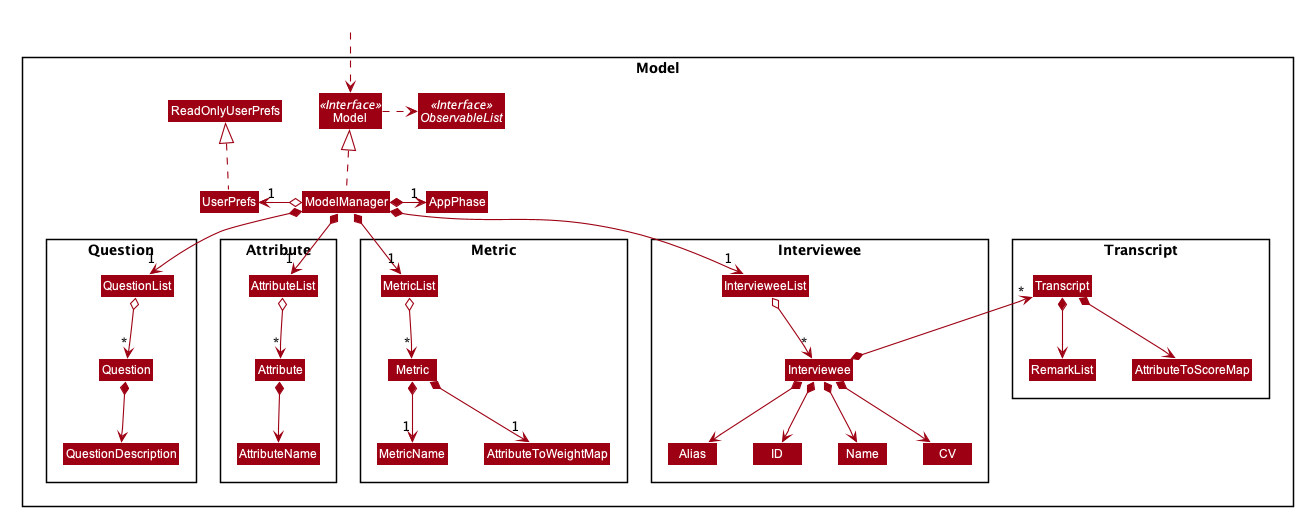 Model
ReadOnlyUserPrefs
«Interface»
Model
«Interface»
ObservableList
UserPrefs
1
ModelManager
1
AppPhase
Question
Attribute
Metric
Interviewee
Transcript
1
1
1
1
QuestionList
AttributeList
MetricList
IntervieweeList
Transcript
*
*
*
*
*
Question
Attribute
Metric
Interviewee
RemarkList
AttributeToScoreMap
1
1
QuestionDescription
AttributeName
MetricName
AttributeToWeightMap
Alias
ID
Name
CV